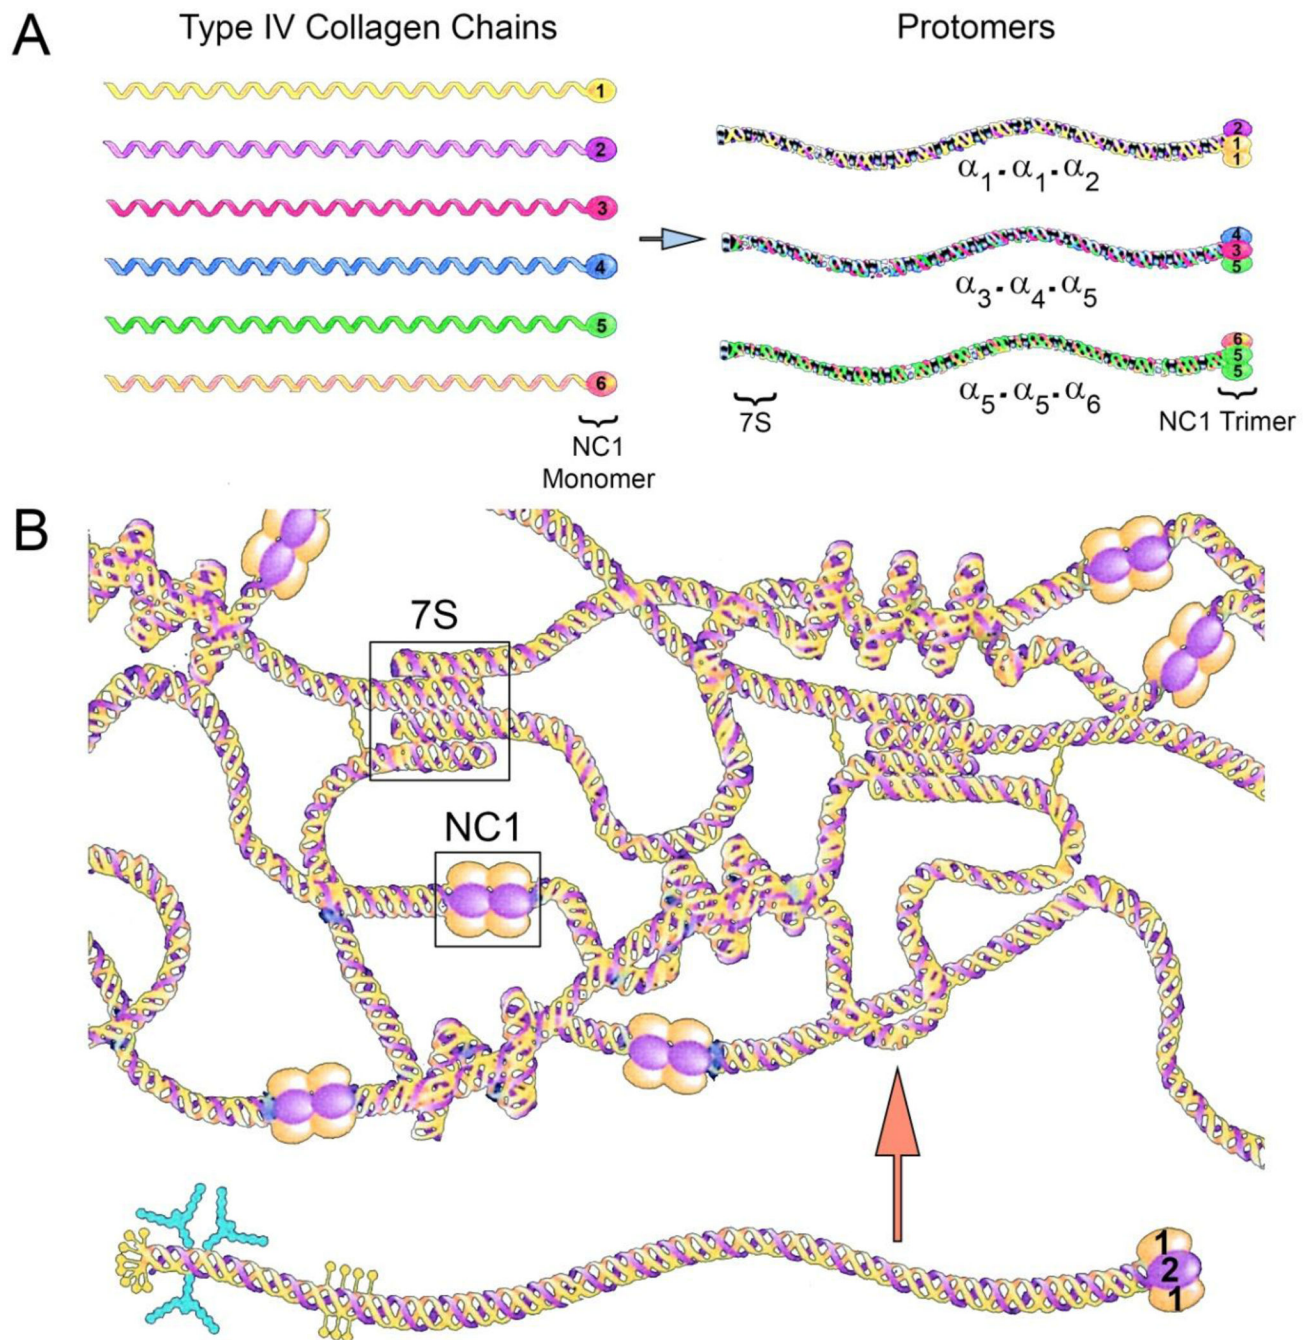 A
Type IV Collagen Chains
Protomers
1
2
3
4
5
6
NC1
Monomer
2
1
1
α1·α1·α2
4
3
5
α3·α4·α5
6
5
5
α5·α5·α6
7S
NC1 Trimer
B
7S
NC1
1
2
1